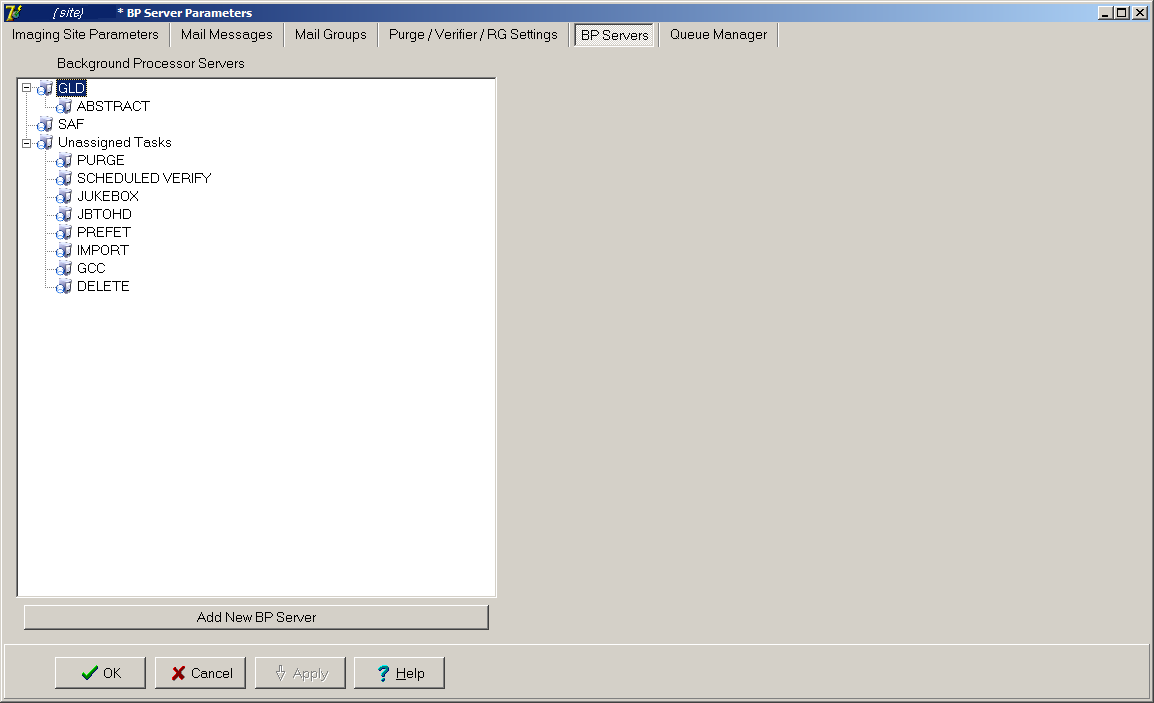 (site) * BP Server Parameters
Imaging Site Parameters Mail Messages Mail Groups Purge / Verifier / RG Settings BP Servers Queue Manager
Background Processor Servers
GLD
ABSTRACT
SAF
Unassigned Tasks
PURGE
SCHEDULED VERIFY
JUKEBOX
JBTOHD
PREFET
IMPORT
GCC
DELETE
Add New BP Server
OK Cancel Apply Help